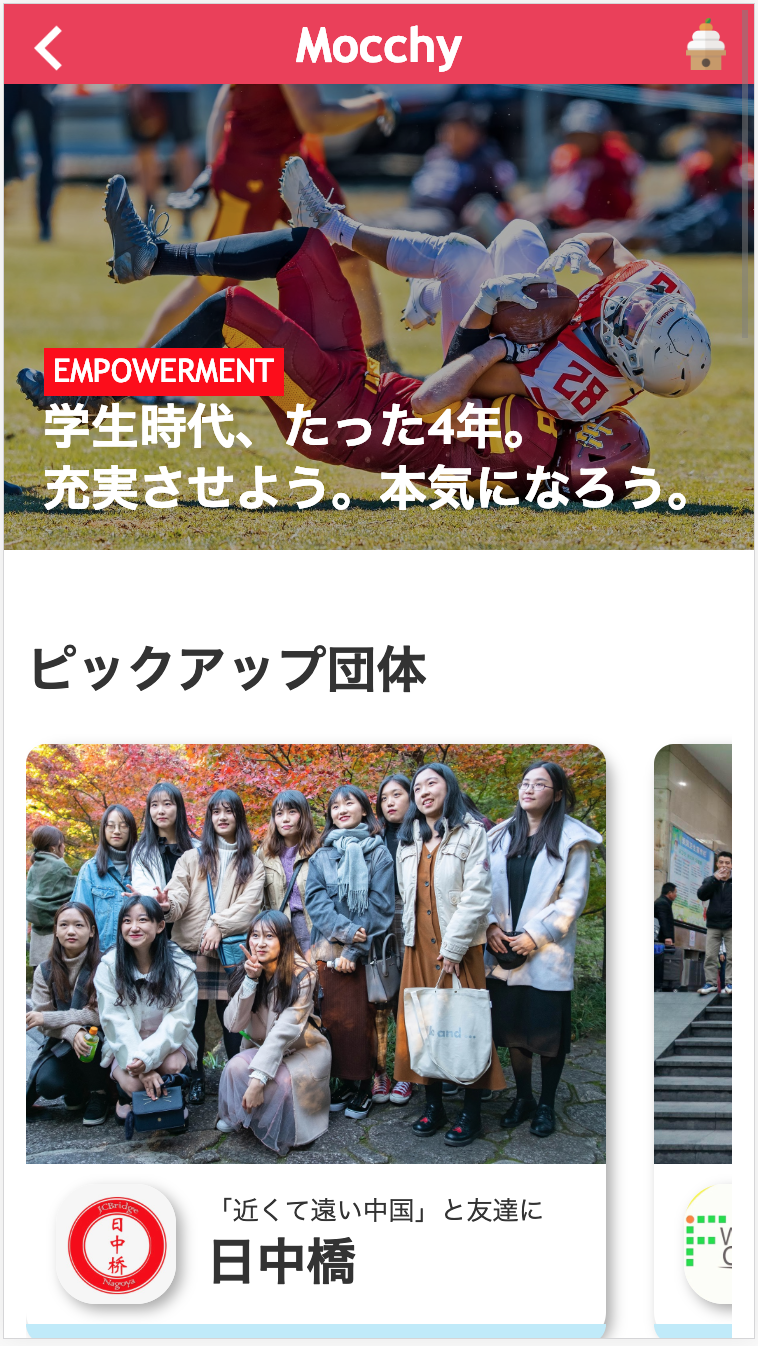 Mocchy
EMPOWERMENT
28
学生時代、たった4年。
充実させよう。本気になろう。
ピックアップ団体
and ...
JCBridge
日
中
桥
Nagoya
「近くて遠い中国」と友達に
日中橋